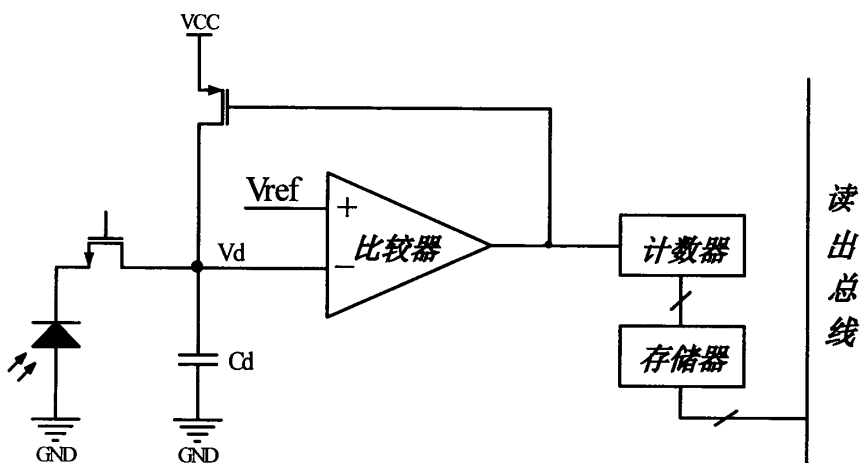 VCC
Vref
+
比较器
计数器
Vd
−
存储器
Cd
GND
GND
读
出
总
线